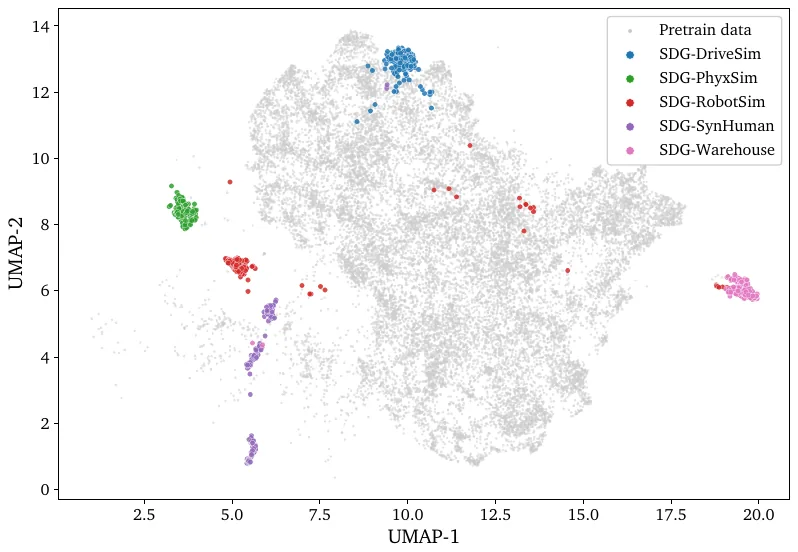 14
12
10
8
6
4
2
0
UMAP-2
2.5 5.0 7.5 10.0 12.5 15.0 17.5 20.0
UMAP-1
Pretrain data
SDG-DriveSim
SDG-PhyxSim
SDG-RobotSim
SDG-SynHuman
SDG-Warehouse